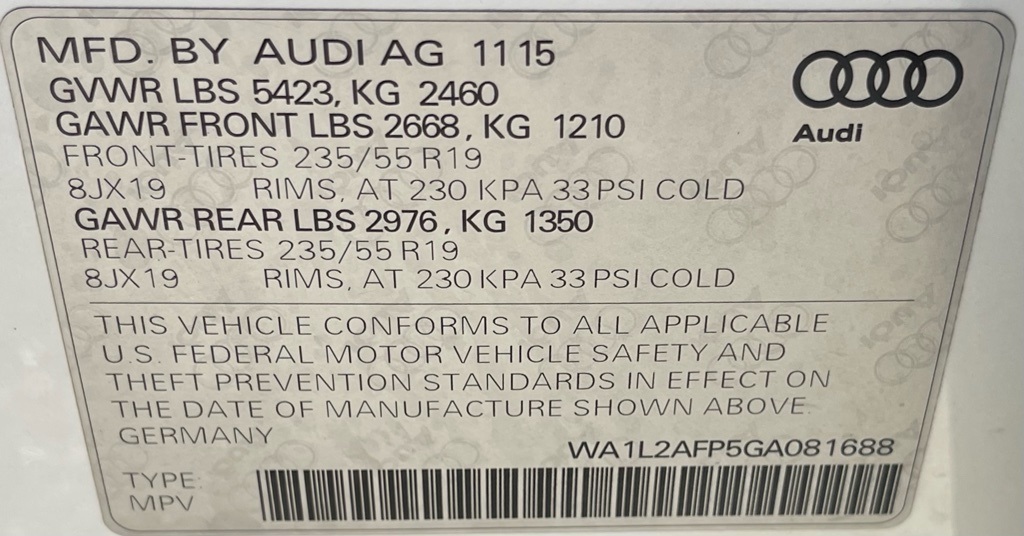 MFD. BY AUDI AG 1115
GVWR LBS 5423, KG 2460
GAWR FRONT LBS 2668, KG 1210
FRONT-TIRES 235/55 R19
8JX19 RIMS, AT 230 KPA 33 PSI COLD
GAWR REAR LBS 2976, KG 1350
REAR-TIRES 235/55 R19
8JX19 RIMS, AT 230 KPA 33 PSI COLD
Audi
THIS VEHICLE CONFORMS TO ALL APPLICABLE
U.S. FEDERAL MOTOR VEHICLE SAFETY AND
THEFT PREVENTION STANDARDS IN EFFECT ON
THE DATE OF MANUFACTURE SHOWN ABOVE.
GERMANY
WA1L2AFP5GA081688
TYPE:
MPV